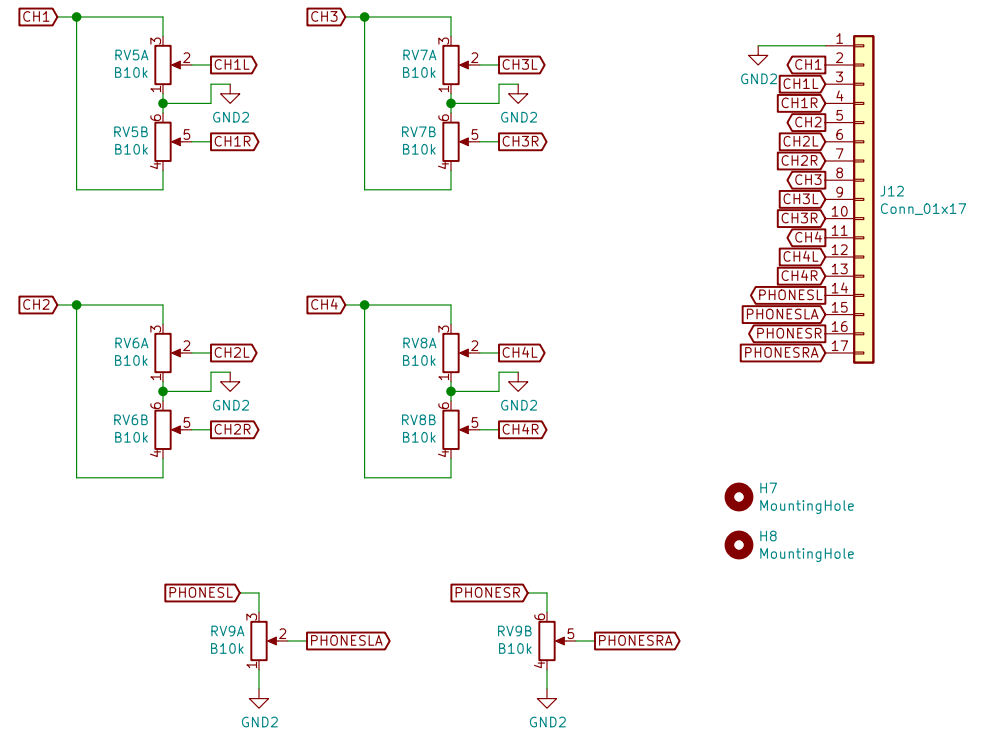 CH1
3
RV5A
B10k
2
CH1L
1
GND2
6
RV5B
B10k
5
CH1R
4
CH3
3
RV7A
B10k
2
CH3L
1
GND2
6
RV7B
B10k
5
CH3R
4
CH2
3
RV6A
B10k
2
CH2L
1
GND2
6
RV6B
B10k
5
CH2R
4
CH4
3
RV8A
B10k
2
CH4L
1
GND2
6
RV8B
B10k
5
CH4R
4
PHONESL
3
RV9A
B10k
2
PHONESLA
1
GND2
PHONESR
6
RV9B
B10k
5
PHONESRA
4
GND2
1
GND2
CH1 2
CH1L 3
CH1R 4
CH2 5
CH2L 6
CH2R 7
CH3 8
CH3L 9
CH3R 10
CH4 11
CH4L 12
CH4R 13
PHONESL 14
PHONESLA 15
PHONESR 16
PHONESRA 17
J12
Conn_01x17
H7
MountingHole
H8
MountingHole